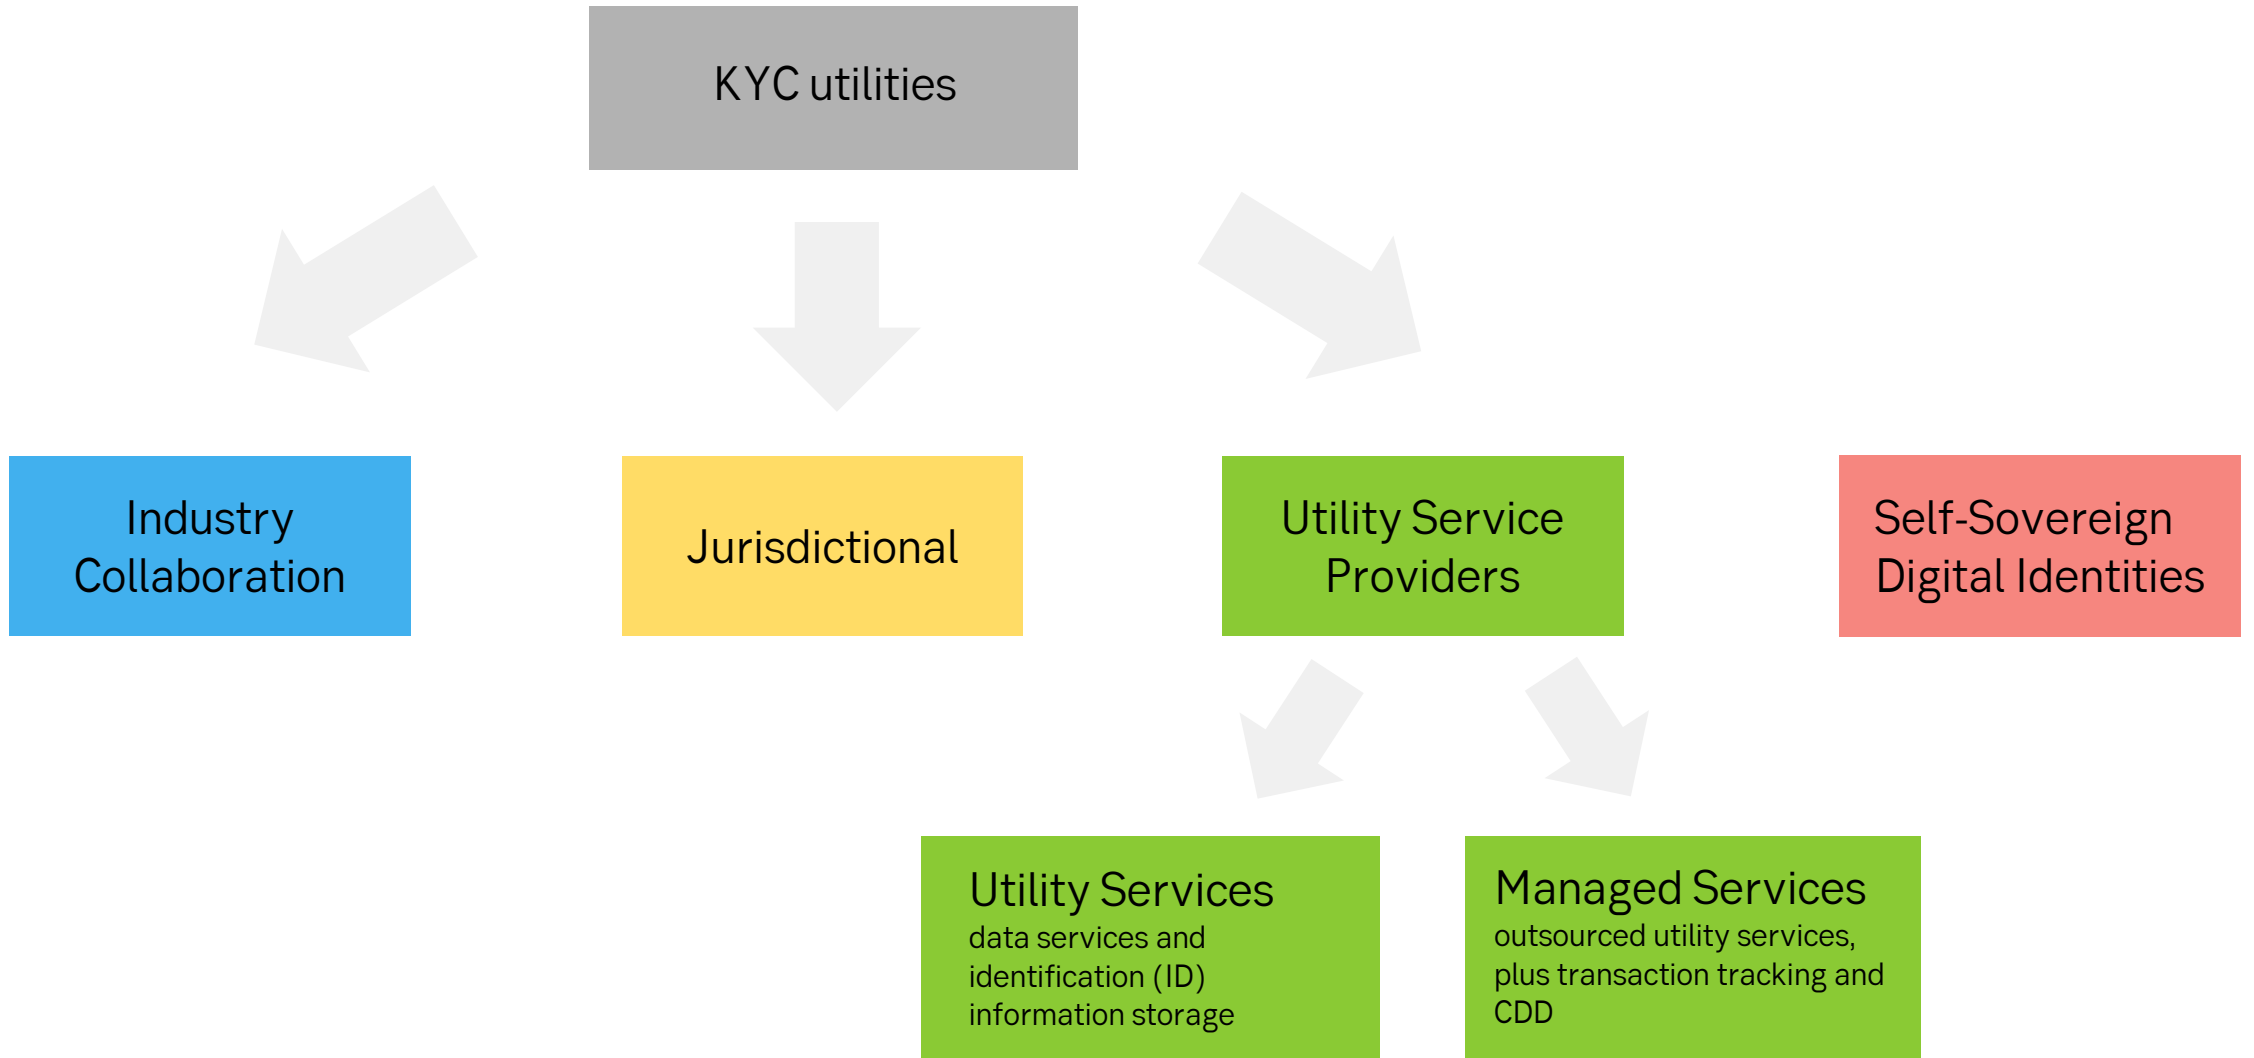 KYC utilities
Industry
Collaboration
Jurisdictional
Utility Service
Providers
Self-Sovereign
Digital Identities
Utility Services
data services and
identification (ID)
information storage
Managed Services
outsourced utility services,
plus transaction tracking and
CDD